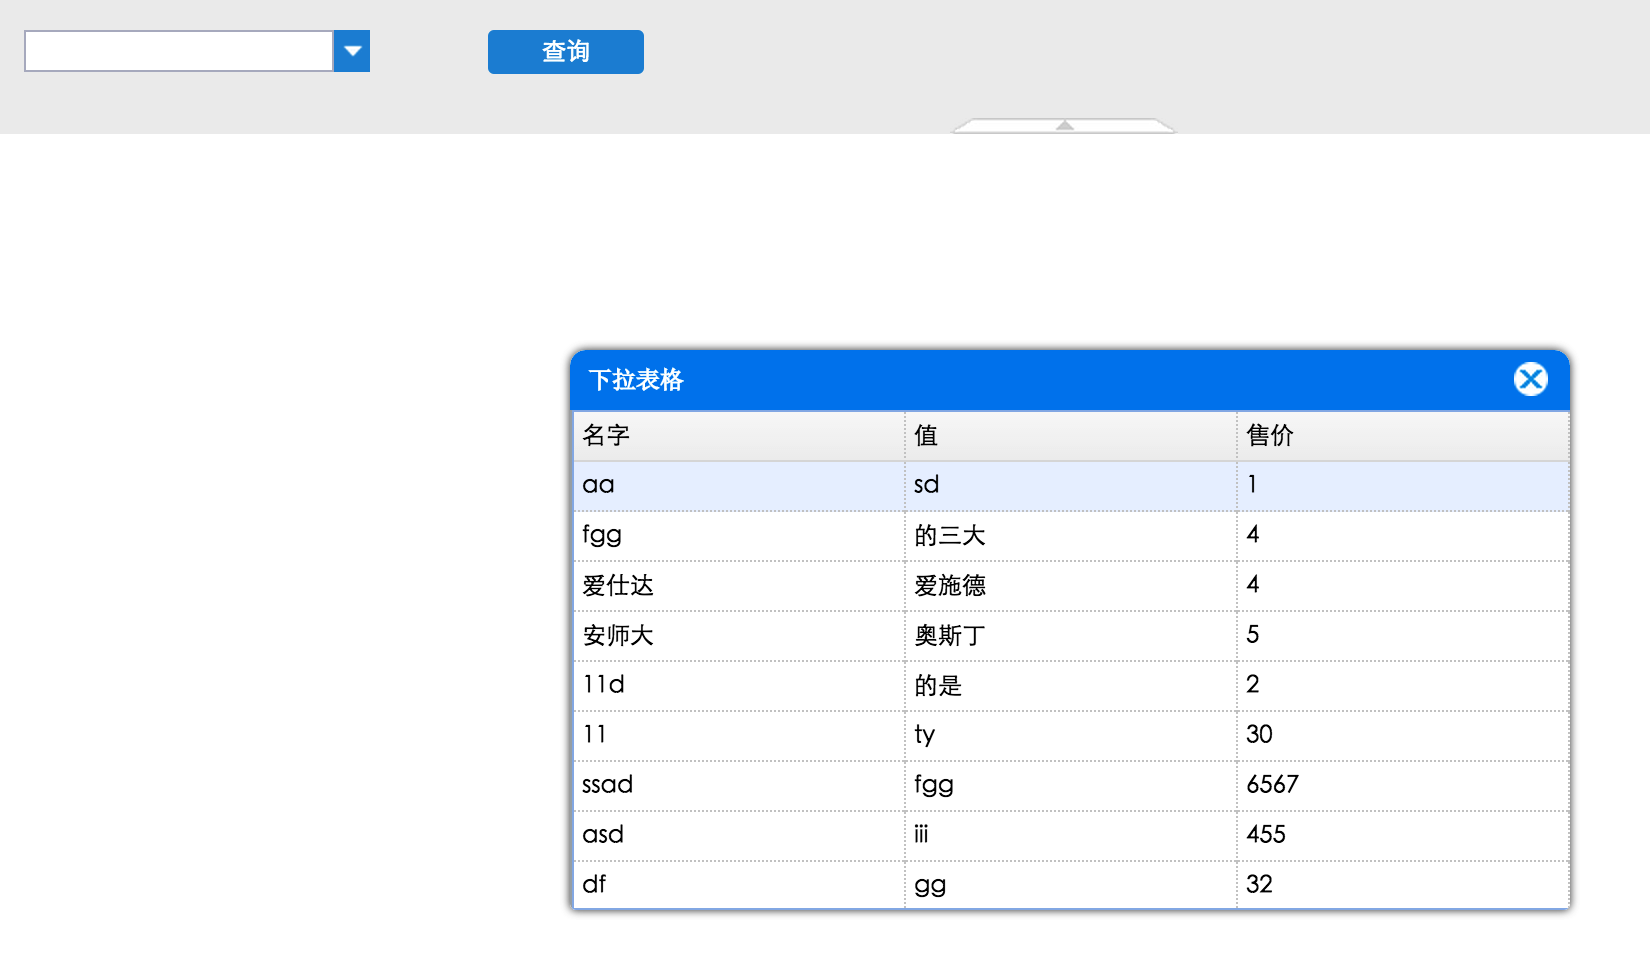 查询
下拉表格
名字 值 售价
aa sd 1
fgg 的三大 4
爱仕达 爱施德 4
安师大 奥斯丁 5
11d 的是 2
11 ty 30
ssad fgg 6567
asd iii 455
df gg 32